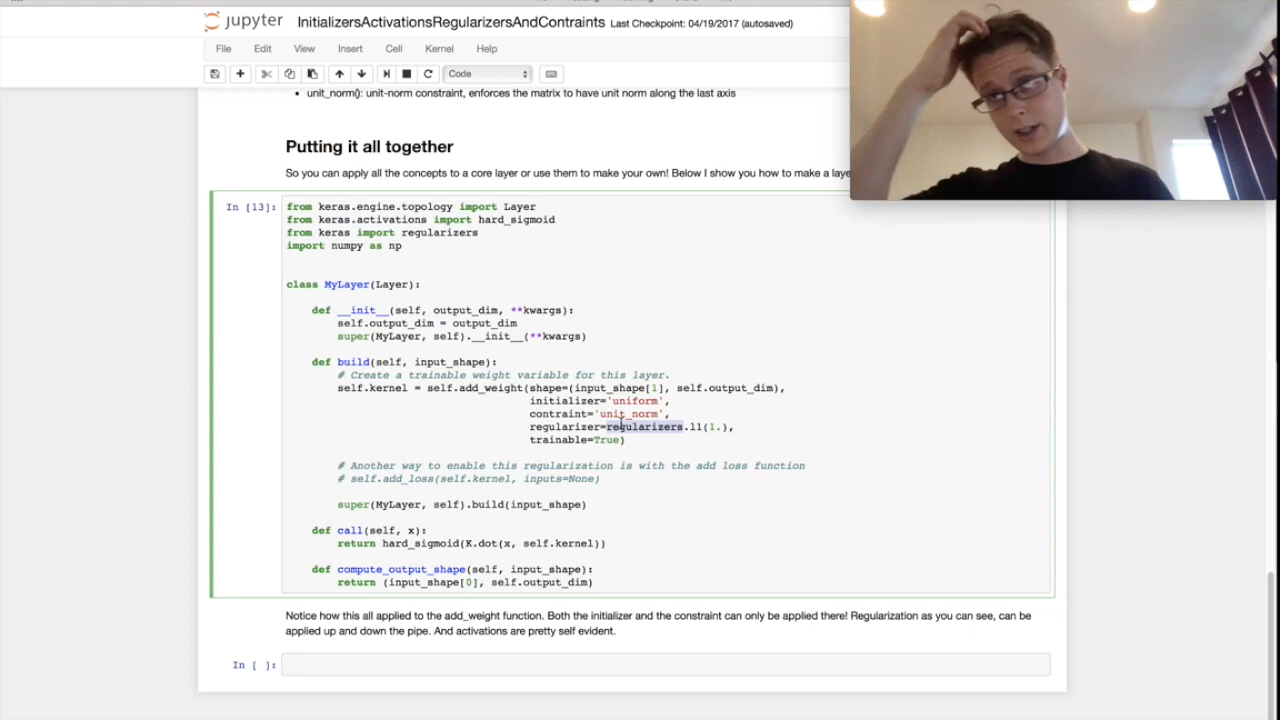 jupyter InitializersActivationsRegularizersAndContraints Last Checkpoint: 04/19/2017 (autosaved)
File Edit View Insert Cell Kernel Help
Code
• unit_norm(): unit-norm constraint, enforces the matrix to have unit norm along the last axis
Putting it all together
So you can apply all the concepts to a core layer or use them to make your own! Below I show you how to make a laye
In [13]:
from keras.engine.topology import Layer
from keras.activations import hard_sigmoid
from keras import regularizers
import numpy as np
class MyLayer(Layer):
def __init__(self, output_dim, **kwargs):
self.output_dim = output_dim
super(MyLayer, self).__init__(**kwargs)
def build(self, input_shape):
# Create a trainable weight variable for this layer.
self.kernel = self.add_weight(shape=(input_shape[1], self.output_dim),
initializer='uniform',
contraint='unit_norm',
regularizer=regularizers.l1(1.),
trainable=True)
# Another way to enable this regularization is with the add loss function
# self.add_loss(self.kernel, inputs=None)
super(MyLayer, self).build(input_shape)
def call(self, x):
return hard_sigmoid(K.dot(x, self.kernel))
def compute_output_shape(self, input_shape):
return (input_shape[0], self.output_dim)
Notice how this all applied to the add_weight function. Both the initializer and the constraint can only be applied there! Regularization as you can see, can be
applied up and down the pipe. And activations are pretty self evident.
In [ ]: